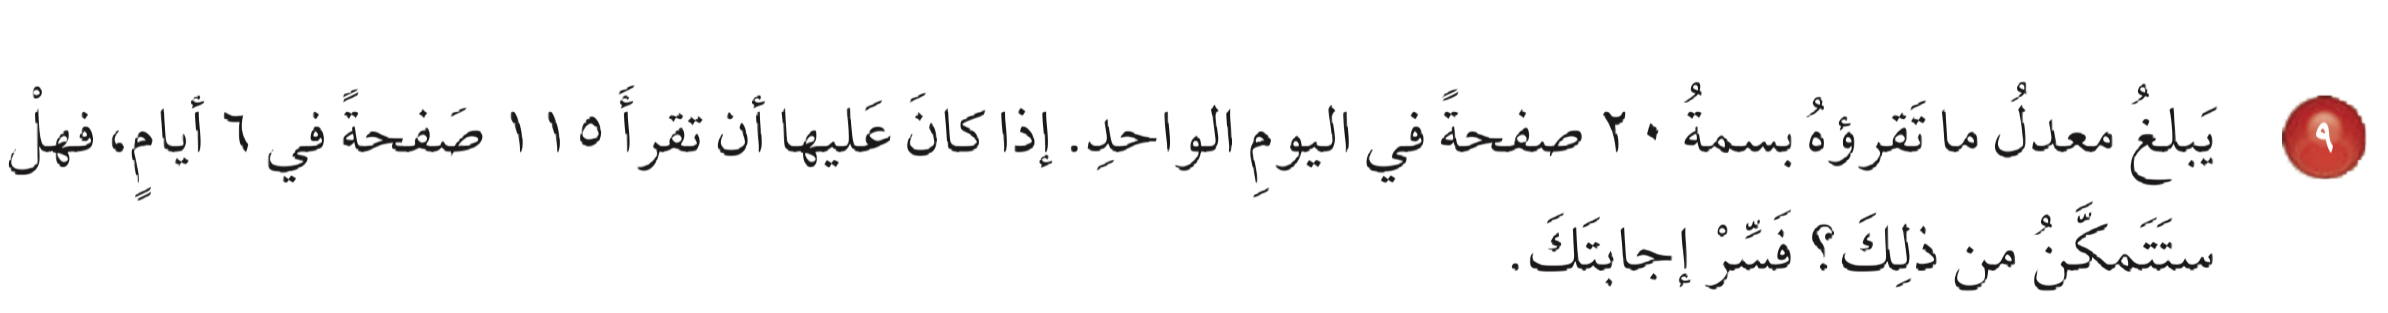 ٩ يَبلغُ معدلُ ما تَقرؤهُ بسمةُ ٢٠ صفحةً في اليومِ الواحدِ. إذا كانَ عَليها أن تقرأَ ١١٥ صَفحةً في ٦ أيامٍ، فهلْ
ستَتَمكَّنُ من ذلِكَ؟ فَسِّرْ إجابتَكَ.